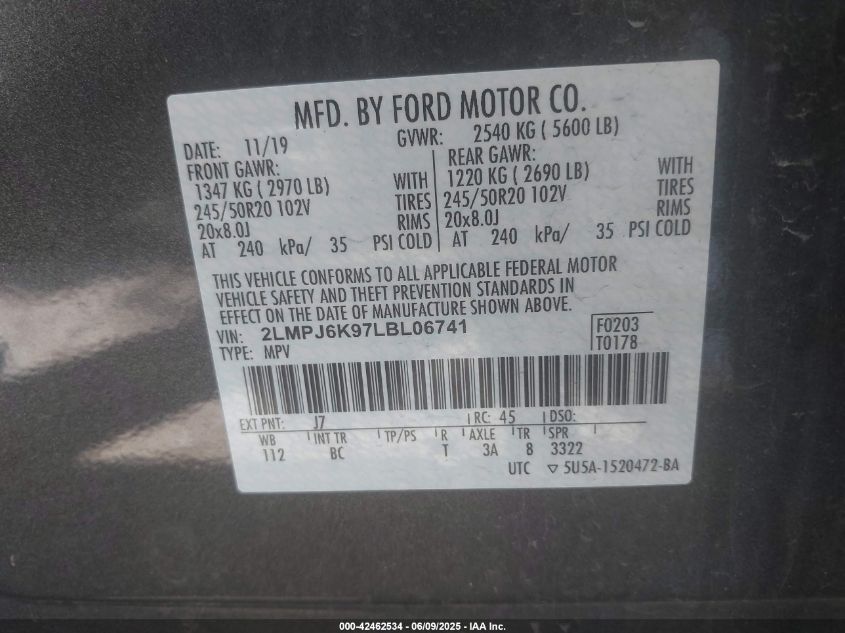 MFD. BY FORD MOTOR CO.
DATE: 11/19 GVWR: 2540 KG ( 5600 LB)
FRONT GAWR: REAR GAWR:
1347 KG ( 2970 LB) WITH 1220 KG ( 2690 LB) WITH
245/50R20 102V TIRES 245/50R20 102V TIRES
20x8.0J RIMS 20x8.0J RIMS
AT 240 kPa/ 35 PSI COLD AT 240 kPa/ 35 PSI COLD
THIS VEHICLE CONFORMS TO ALL APPLICABLE FEDERAL MOTOR
VEHICLE SAFETY AND THEFT PREVENTION STANDARDS IN
EFFECT ON THE DATE OF MANUFACTURE SHOWN ABOVE.
VIN: 2LMPJ6K97LBL06741 F0203
TYPE: MPV T0178
EXT PNT: J7 RC: 45 DSO:
WB INT TR TP/PS R AXLE TR SPR
112 BC T 3A 8 3322
UTC ▽ 5U5A-1520472-BA
000-42462534 - 06/09/2025 - IAA Inc.